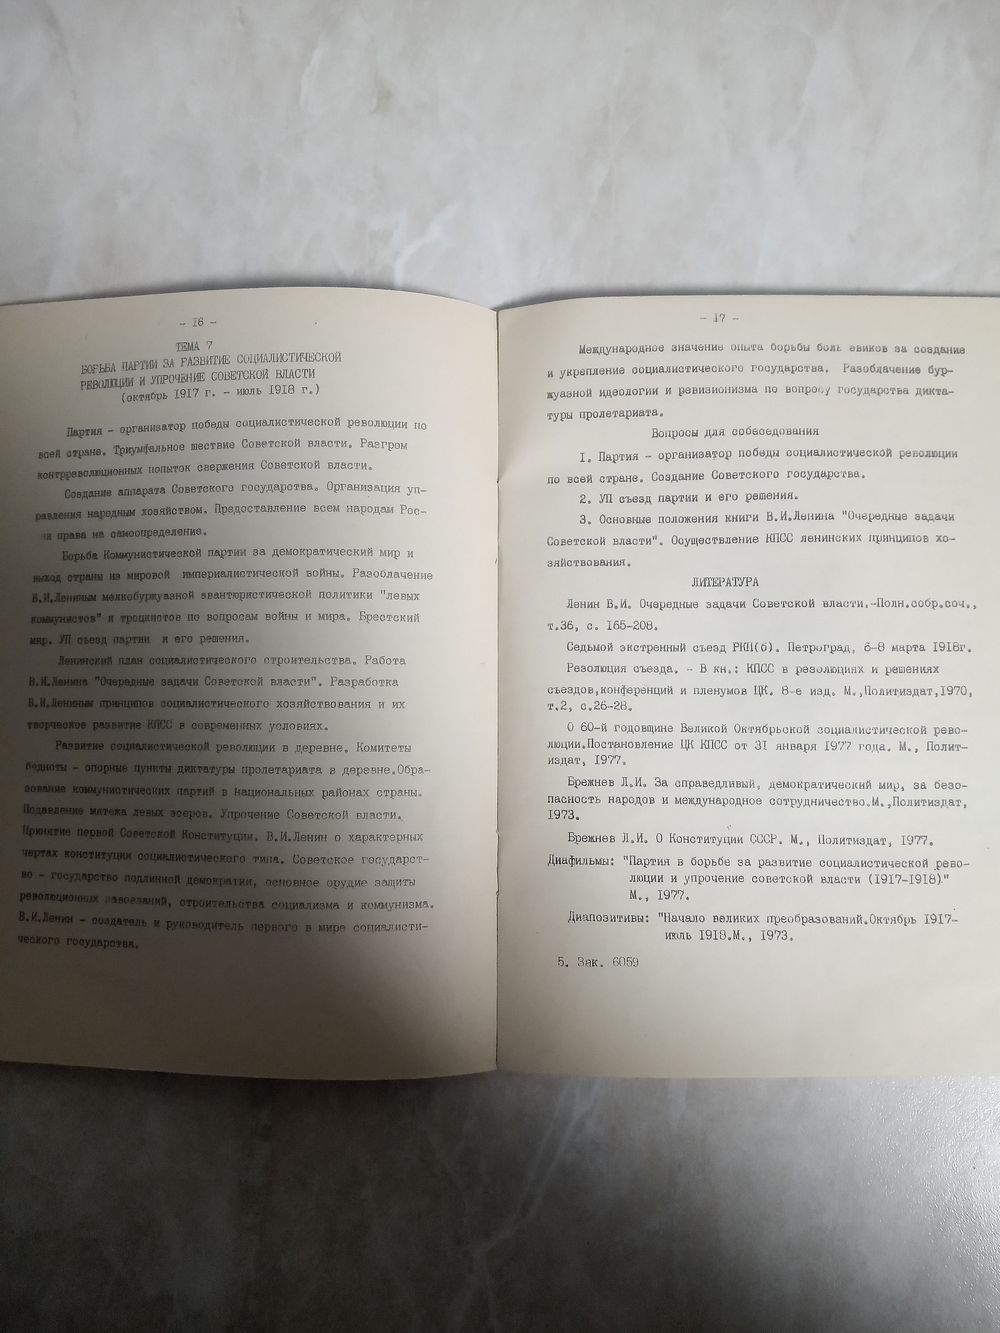 - 16 -
ТЕМА 7
БОРЬБА ПАРТИИ ЗА РАЗВИТИЕ СОЦИАЛИСТИЧЕСКОЙ
РЕВОЛЮЦИИ И УПРОЧЕНИЕ СОВЕТСКОЙ ВЛАСТИ
(октябрь 1917 г. - июль 1918 г.)
Партия - организатор победы социалистической революции по
всей стране. Триумфальное шествие Советской власти. Разгром
контрреволюционных попыток свержения Советской власти.
Создание аппарата Советского государства. Организация уп-
равления народным хозяйством. Предоставление всем народам Рос-
ии права на самоопределение.
Борьба Коммунистической партии за демократический мир и
выход страны из мировой империалистической войны. Разоблачение
В.И.Лениным мелкобуржуазной авантюристической политики "левых
коммунистов" и троцкистов по вопросам войны и мира. Брестский
мир. УП съезд партии и его решения.
Ленинский план социалистического строительства. Работа
В.И.Ленина "Очередные задачи Советской власти". Разработка
В.И.Лениным принципов социалистического хозяйствования и их
творческое развитие КПСС в современных условиях.
Развитие социалистической революции в деревне. Комитеты
бедноты - опорные пункты диктатуры пролетариата в деревне.Обра-
зование коммунистических партий в национальных районах страны.
Подавление мятежа левых эсеров. Упрочение Советской власти.
Принятие первой Советской Конституции. В.И.Ленин о характерных
чертах конституции социалистического типа. Советское государст-
во - государство подлинной демократии, основное орудие защиты
революционных завоеваний, строительства социализма и коммунизма.
В.И.Ленин - создатель и руководитель первого в мире социалисти-
ческого государства.
- 17 -
Международное значение опыта борьбы боль евиков за создание
и укрепление социалистического государства. Разоблачение бур-
жуазной идеологии и ревизионизма по вопросу государства дикта-
туры пролетариата.
Вопросы для собеседования
I. Партия - организатор победы социалистической революции
по всей стране. Создание Советского государства.
2. УП съезд партии и его решения.
3. Основные положения книги В.И.Ленина "Очередные задачи
Советской власти". Осуществление КПСС ленинских принципов хо-
зяйствования.
ЛИТЕРАТУРА
Ленин В.И. Очередные задачи Советской власти.-Полн.собр.соч.,
т.36, с. 165-208.
Седьмой экстренный съезд РКП(б). Петроград, 6-8 марта 1918г.
Резолюция съезда. - В кн.: КПСС в резолюциях и решениях
съездов,конференций и пленумов ЦК. 8-е изд. М.,Политиздат,1970,
т.2, с.26-28.
О 60-й годовщине Великой Октябрьской социалистической рево-
люции.Постановление ЦК КПСС от 31 января 1977 года. М., Полит-
издат, 1977.
Брежнев Л.И. За справедливый, демократический мир, за безо-
пасность народов и международное сотрудничество.М.,Политиздат,
1973.
Брежнев Л.И. О Конституции СССР. М., Политиздат, 1977.
Диафильмы: "Партия в борьбе за развитие социалистической рево-
люции и упрочение советской власти (1917-1918)."
М., 1977.
Диапозитивы: "Начало великих преобразований.Октябрь 1917-
июль 1918.М., 1973.
5. Зак. 6059